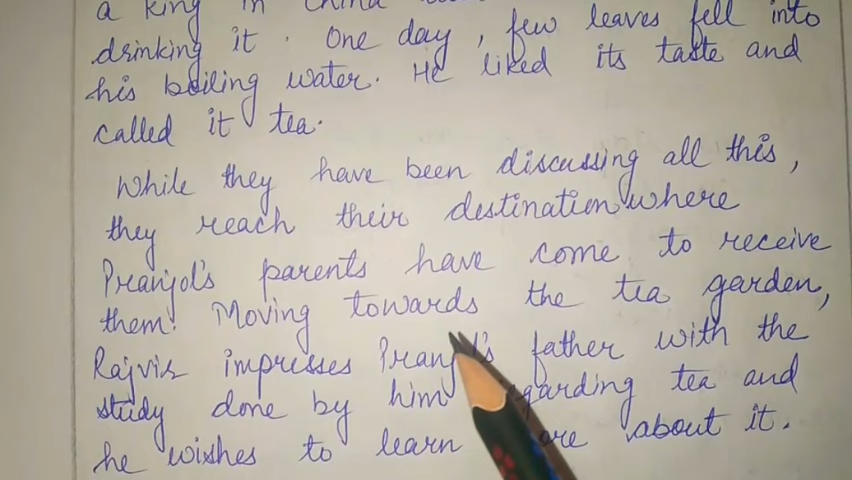 a king in China
drinking it. One day, few leaves fell into
his boiling water. He liked its taste and
called it tea.
While they have been discussing all this,
they reach their destination where
Pranjol's parents have come to receive
them. Moving towards the tea garden,
Rajvir impresses father with the
study done by him tea and
he wishes to learn about it.